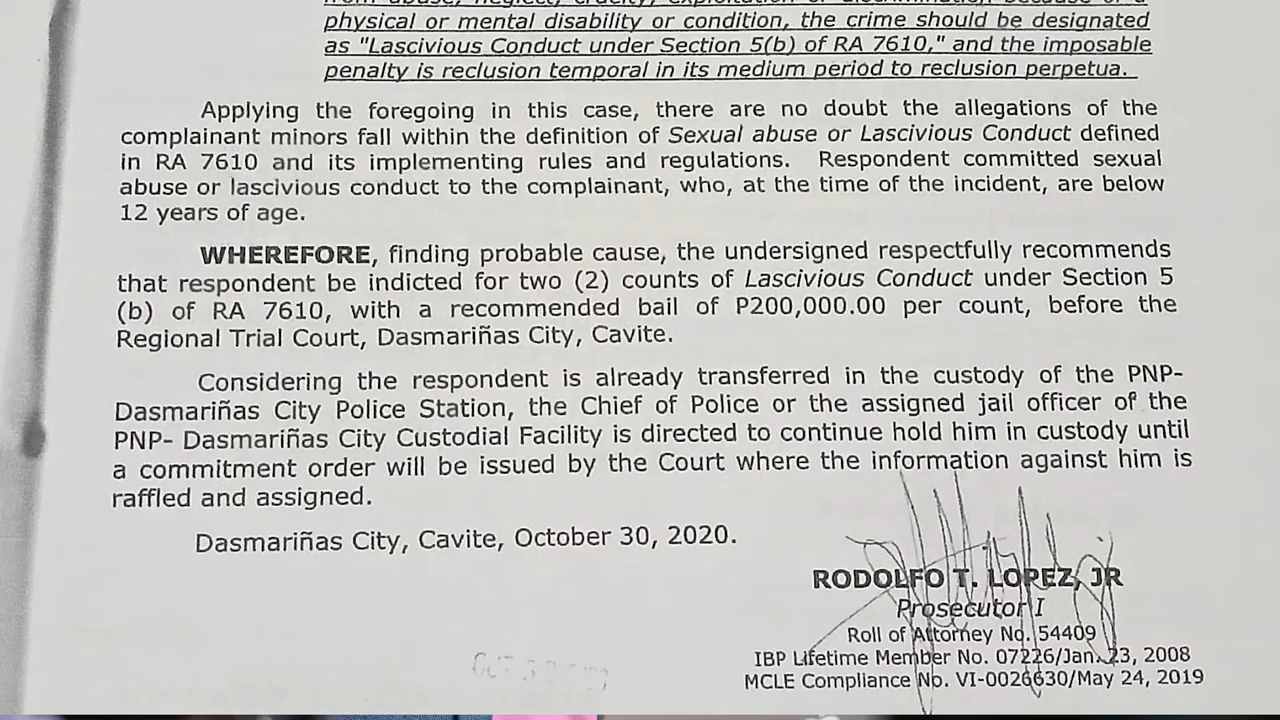 physical or mental disability or condition, the crime should be designated
as "Lascivious Conduct under Section 5(b) of RA 7610," and the imposable
penalty is reclusion temporal in its medium period to reclusion perpetua.
Applying the foregoing in this case, there are no doubt the allegations of the
complainant minors fall within the definition of Sexual abuse or Lascivious Conduct defined
in RA 7610 and its implementing rules and regulations. Respondent committed sexual
abuse or lascivious conduct to the complainant, who, at the time of the incident, are below
12 years of age.
WHEREFORE, finding probable cause, the undersigned respectfully recommends
that respondent be indicted for two (2) counts of Lascivious Conduct under Section 5
(b) of RA 7610, with a recommended bail of P200,000.00 per count, before the
Regional Trial Court, Dasmariñas City, Cavite.
Considering the respondent is already transferred in the custody of the PNP-
Dasmariñas City Police Station, the Chief of Police or the assigned jail officer of the
PNP- Dasmariñas City Custodial Facility is directed to continue hold him in custody until
a commitment order will be issued by the Court where the information against him is
raffled and assigned.
Dasmariñas City, Cavite, October 30, 2020.
RODOLFO T. LOPEZ, JR
Prosecutor I
Roll of Attorney No. 54409
IBP Lifetime Member No. 07226/Jan. 23, 2008
MCLE Compliance No. VI-0026630/May 24, 2019